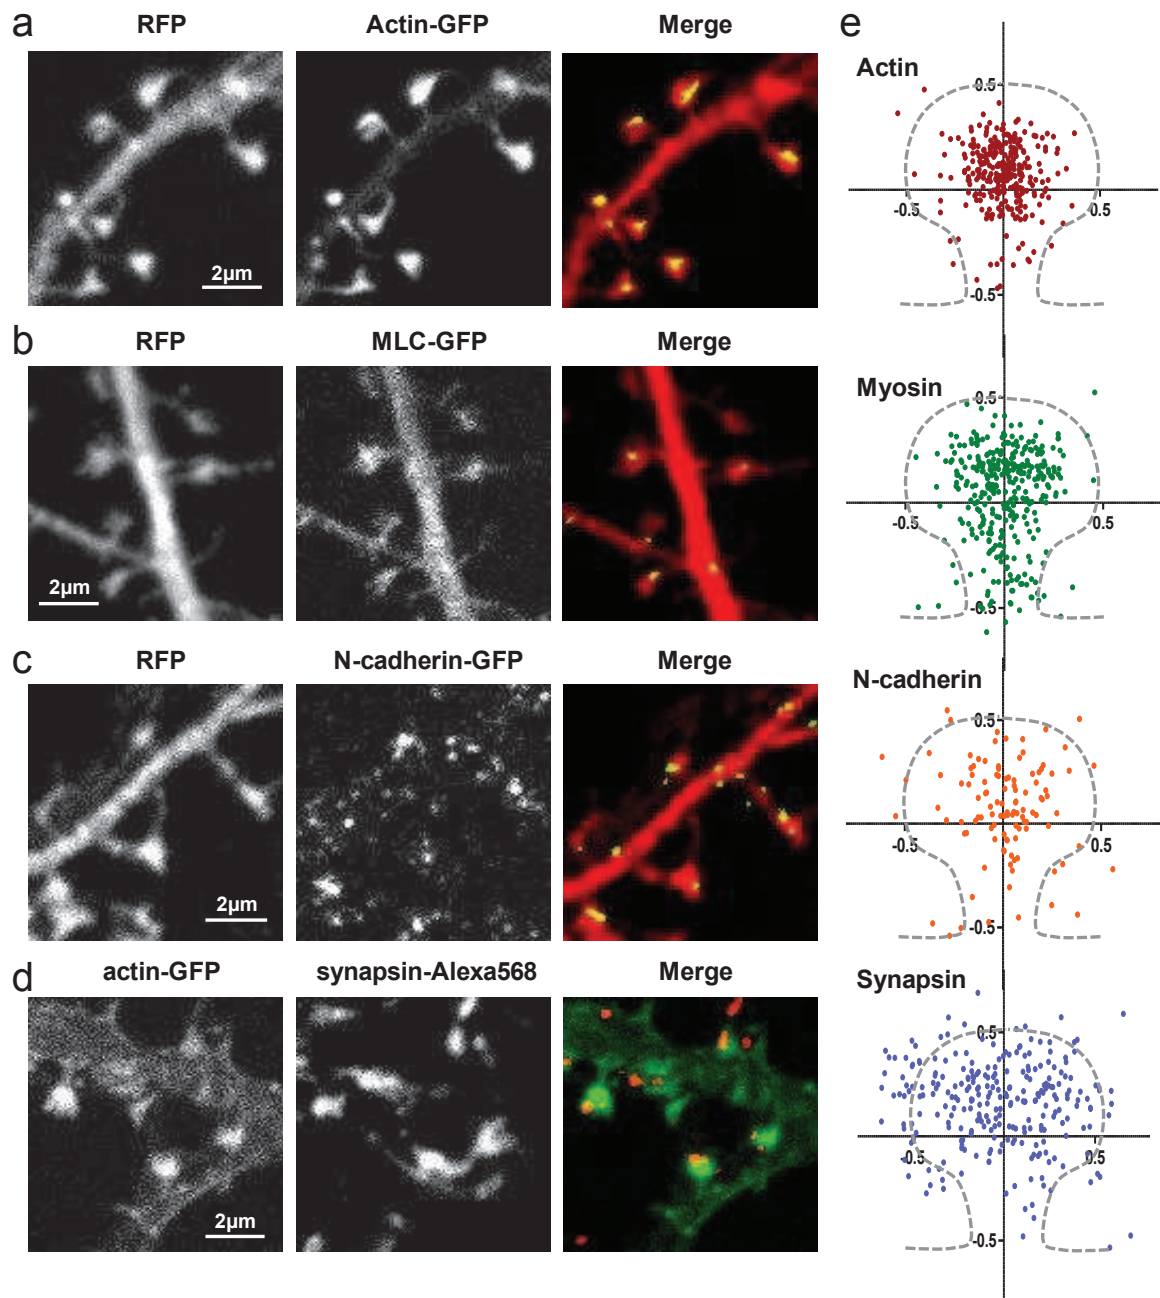 a
RFP
Actin-GFP
Merge
2µm
b
RFP
MLC-GFP
Merge
2µm
c
RFP
N-cadherin-GFP
Merge
2µm
d
actin-GFP
synapsin-Alexa568
Merge
2µm
e
Actin
0.5
-0.5
0.5
-0.5
Myosin
0.5
-0.5
0.5
-0.5
N-cadherin
0.5
-0.5
0.5
-0.5
Synapsin
0.5
-0.5
0.5
-0.5